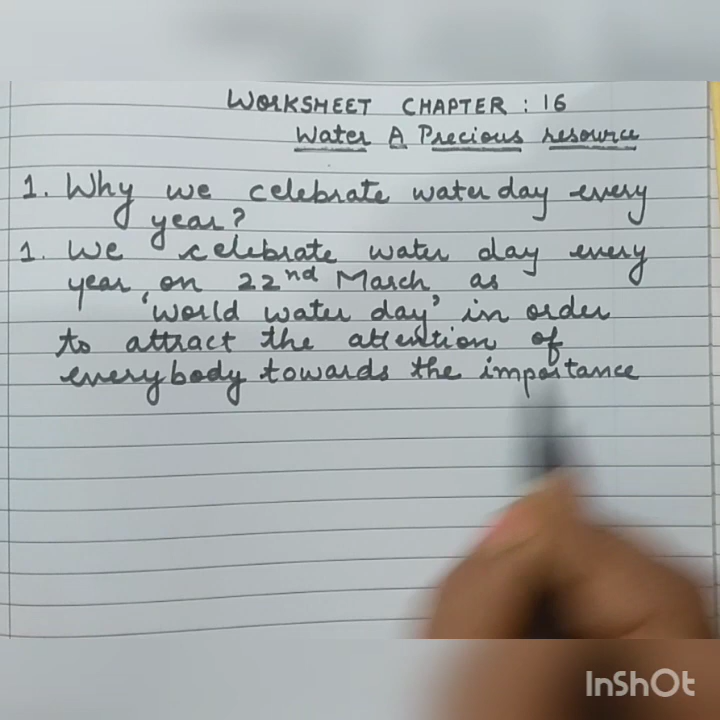 WORKSHEET CHAPTER : 16
Water A Precious resource
1. Why we celebrate water day every
year?
1. We celebrate water day every
year on 22nd March as
'World water day' in order
to attract the attention of
everybody towards the importance
InShOt